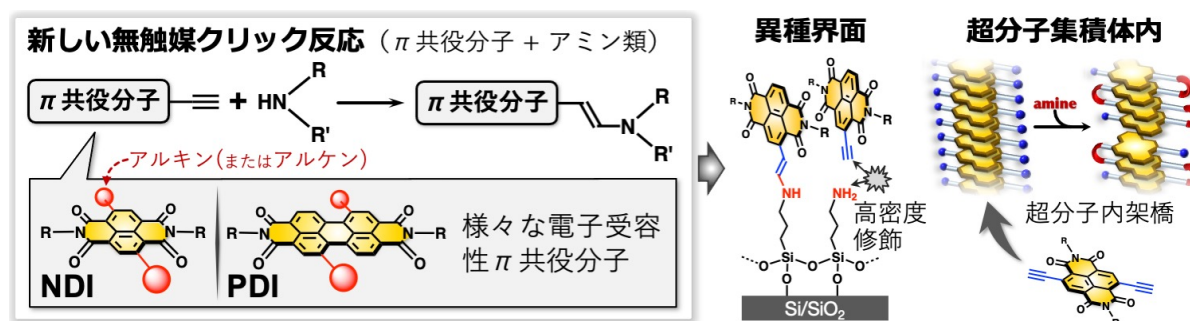 新しい無触媒クリック反応（π共役分子 + アミン類）
π 共役分子
+
HN
R
R'
π 共役分子
N
R
R'
アルキン(またはアルケン)
R
N
O
O
O
O
N
R
NDI
R
N
O
O
O
O
N
R
PDI
様々な電子受容
性π共役分子
異種界面
O
O
R
N
N
R
O
O
O
O
R
N
N
R
O
O
NH
NH2
高密度
修飾
Si
Si
O
O
O
O
O
Si/SiO2
超分子集積体内
amine
超分子内架橋
R
O
N
O
O
N
O
R